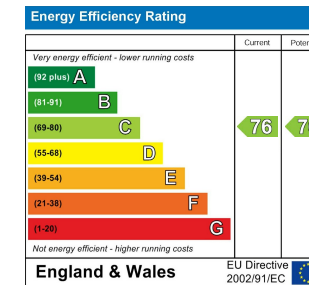 Energy Efficiency Rating
Current
Very energy efficient - lower running costs
(92 plus) A
(81-91) B
(69-80) C 76
(55-68) D
(39-54) E
(21-38) F
(1-20) G
Not energy efficient - higher running costs
England & Wales
EU Directive
2002/91/EC